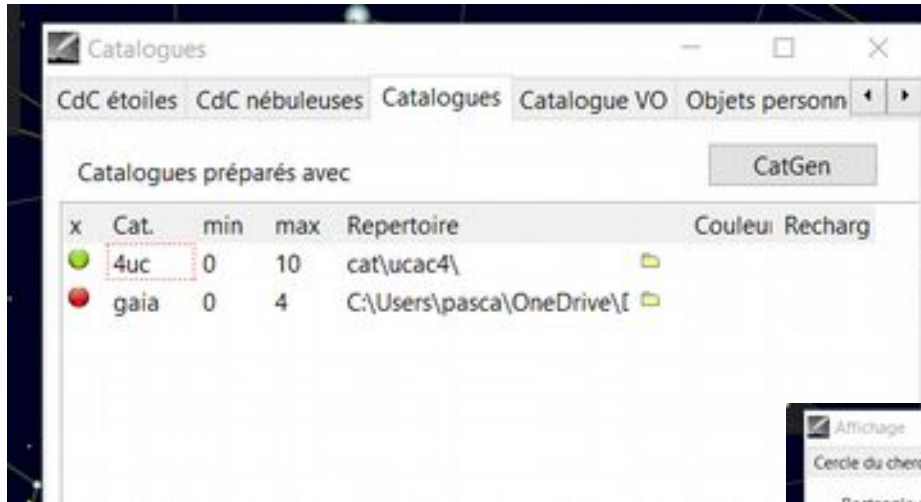 Catalogues
CdC étoiles CdC nébuleuses Catalogues Catalogue VO Objets personn
Catalogues préparés avec CatGen
x Cat. min max Repertoire Couleur Recharg
4uc 0 10 cat\ucac4\
gaia 0 4 C:\Users\pasca\OneDrive\[
Affichage
Cercle du cherc